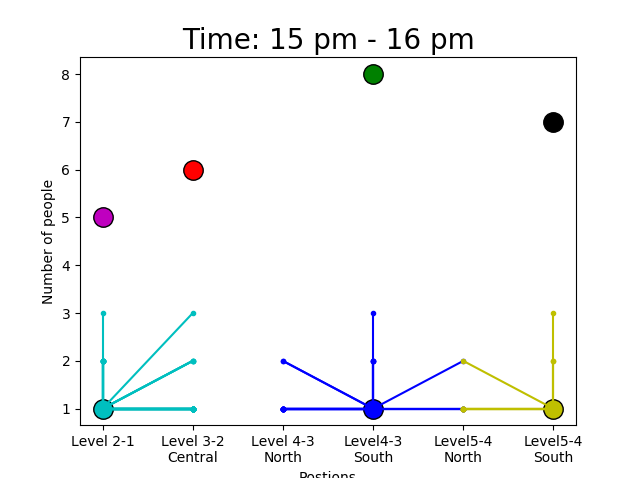 Time: 15 pm - 16 pm
Number of people
8
7
6
5
4
3
2
1
Level 2-1 Level 3-2 Level 4-3 Level4-3 Level5-4 Level5-4
Central North South North South
Postions